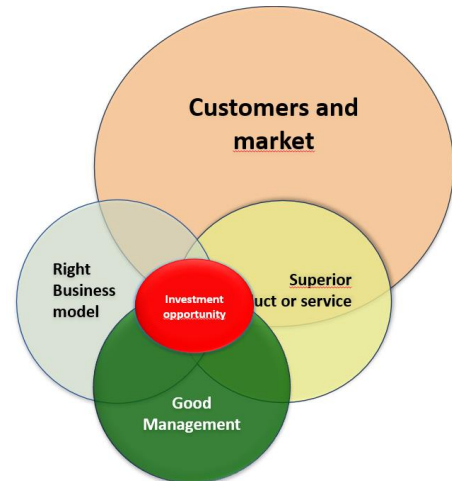 Customers and
market
Right
Business
model
Superior
uct or service
Investment
opportunity
Good
Management